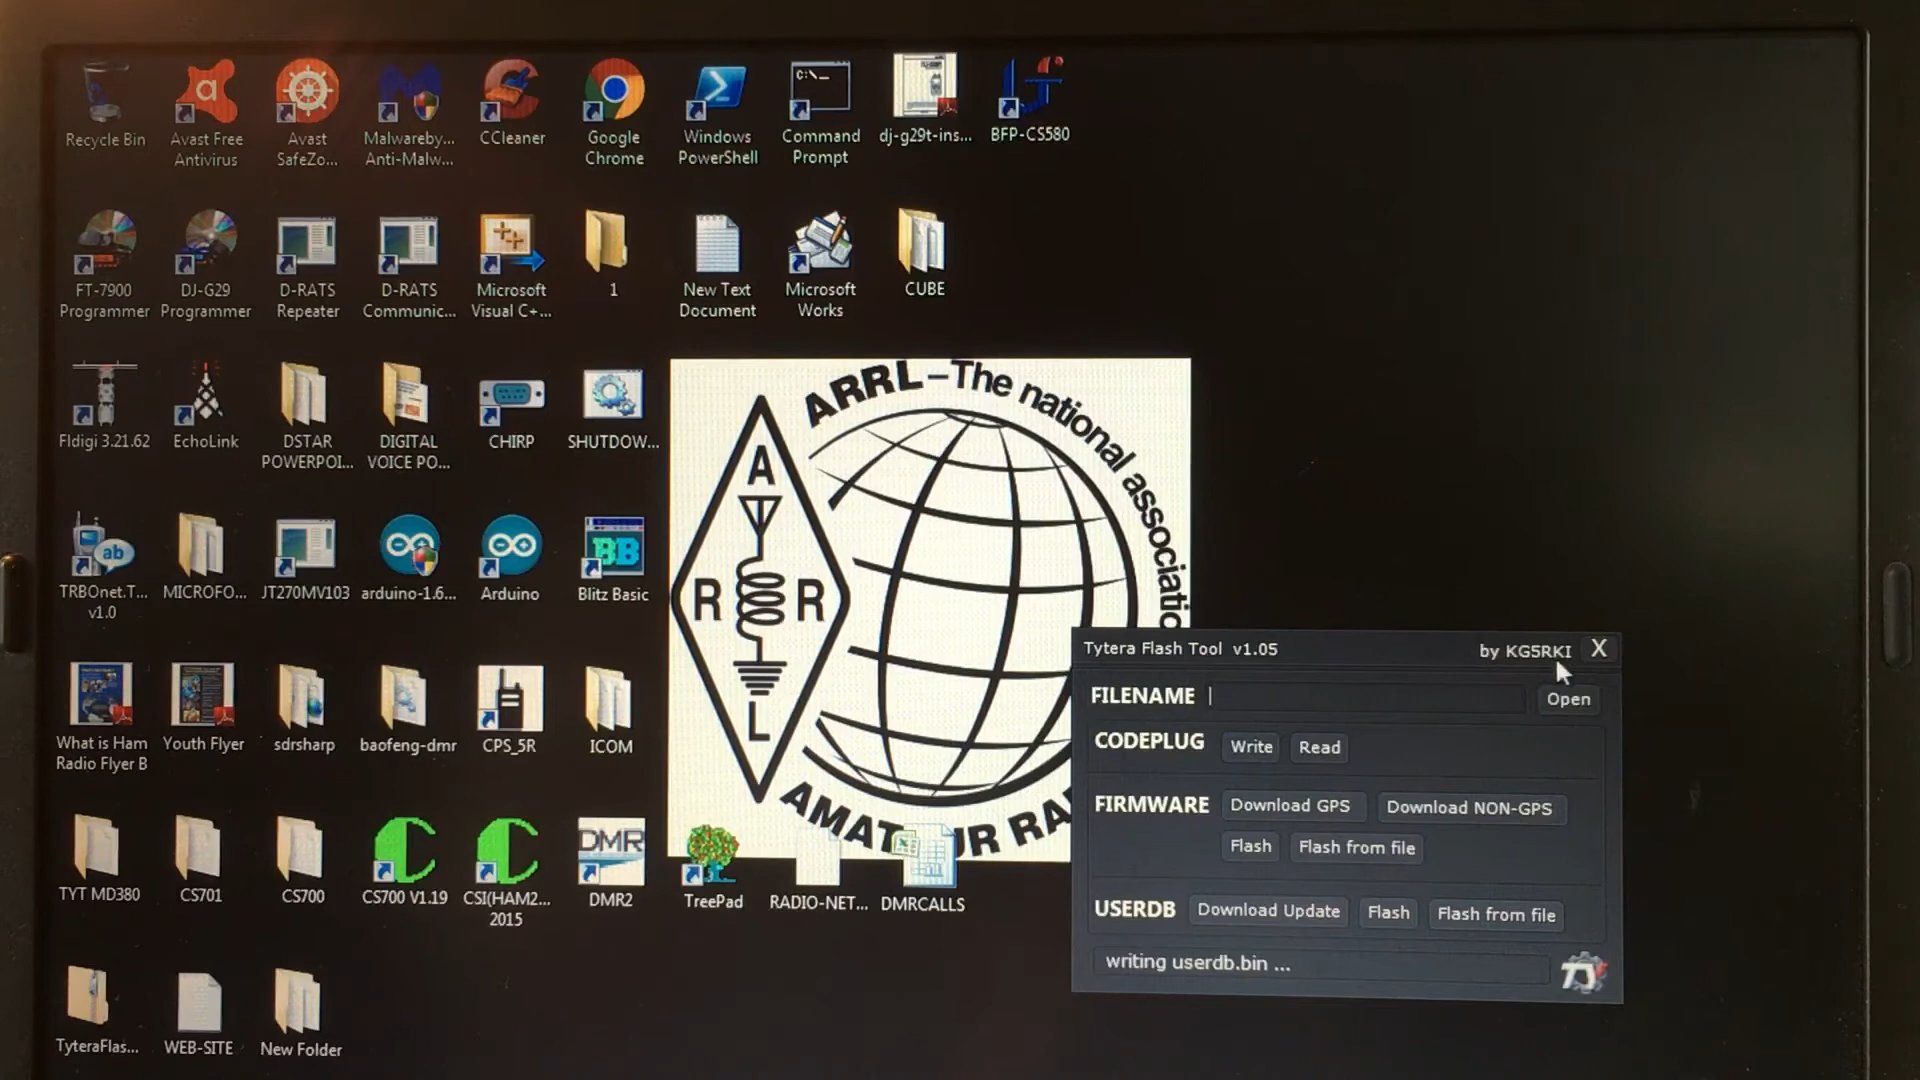 Recycle Bin
Avast Free
Antivirus
Avast
SafeZo...
Malwareby...
Anti-Malw...
CCleaner
Google
Chrome
Windows
PowerShell
C:\_
Command
Prompt
dj-g29t-ins...
BFP-CS580
FT-7900
Programmer
DJ-G29
Programmer
D-RATS
Repeater
D-RATS
Communic...
Microsoft
Visual C+...
1
New Text
Document
Microsoft
Works
CUBE
Fldigi 3.21.62
EchoLink
DSTAR
POWERPOI...
DIGITAL
VOICE PO...
CHIRP
SHUTDOW...
ARRL–The national association
A
R R
L
AMATEUR RA
ab
TRBOnet.T...
v1.0
MICROFO...
JT270MV103
arduino-1.6...
Arduino
BB
Blitz Basic
What is Ham
Radio Flyer B
Youth Flyer
sdrsharp
baofeng-dmr
CPS_5R
ICOM
TYT MD380
CS701
CS700
CS700 V1.19
CSI(HAM2...
2015
DMR
DMR2
TreePad
RADIO-NET...
DMRCALLS
TyteraFlas...
WEB-SITE
New Folder
Tytera Flash Tool v1.05
by KG5RKI
X
FILENAME
Open
CODEPLUG
Write
Read
FIRMWARE
Download GPS
Download NON-GPS
Flash
Flash from file
USERDB
Download Update
Flash
Flash from file
writing userdb.bin ...